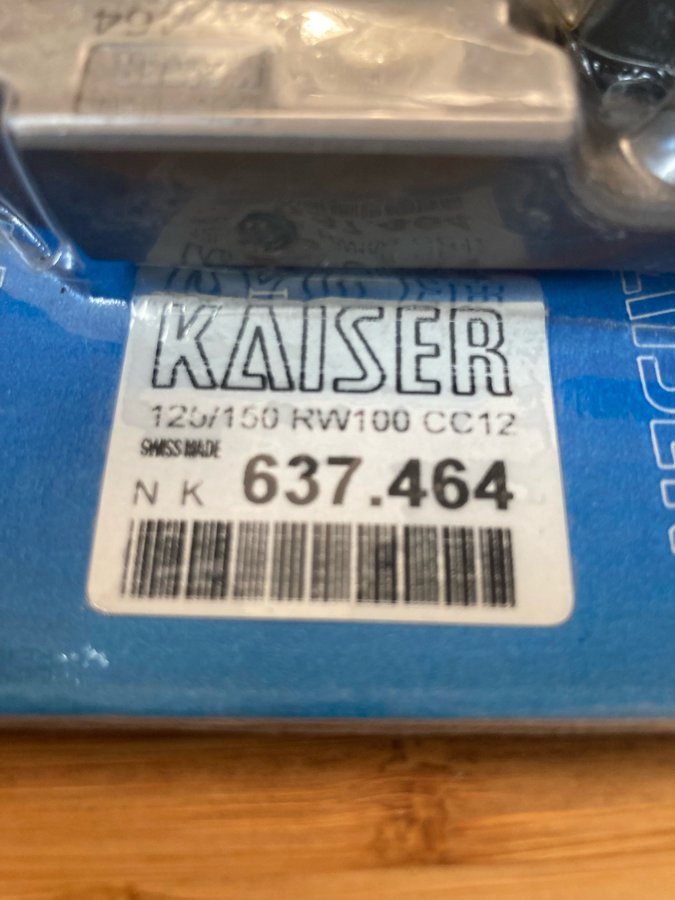 KAISER
125/150 RW100 CC12
SWISS MADE
N K 637.464